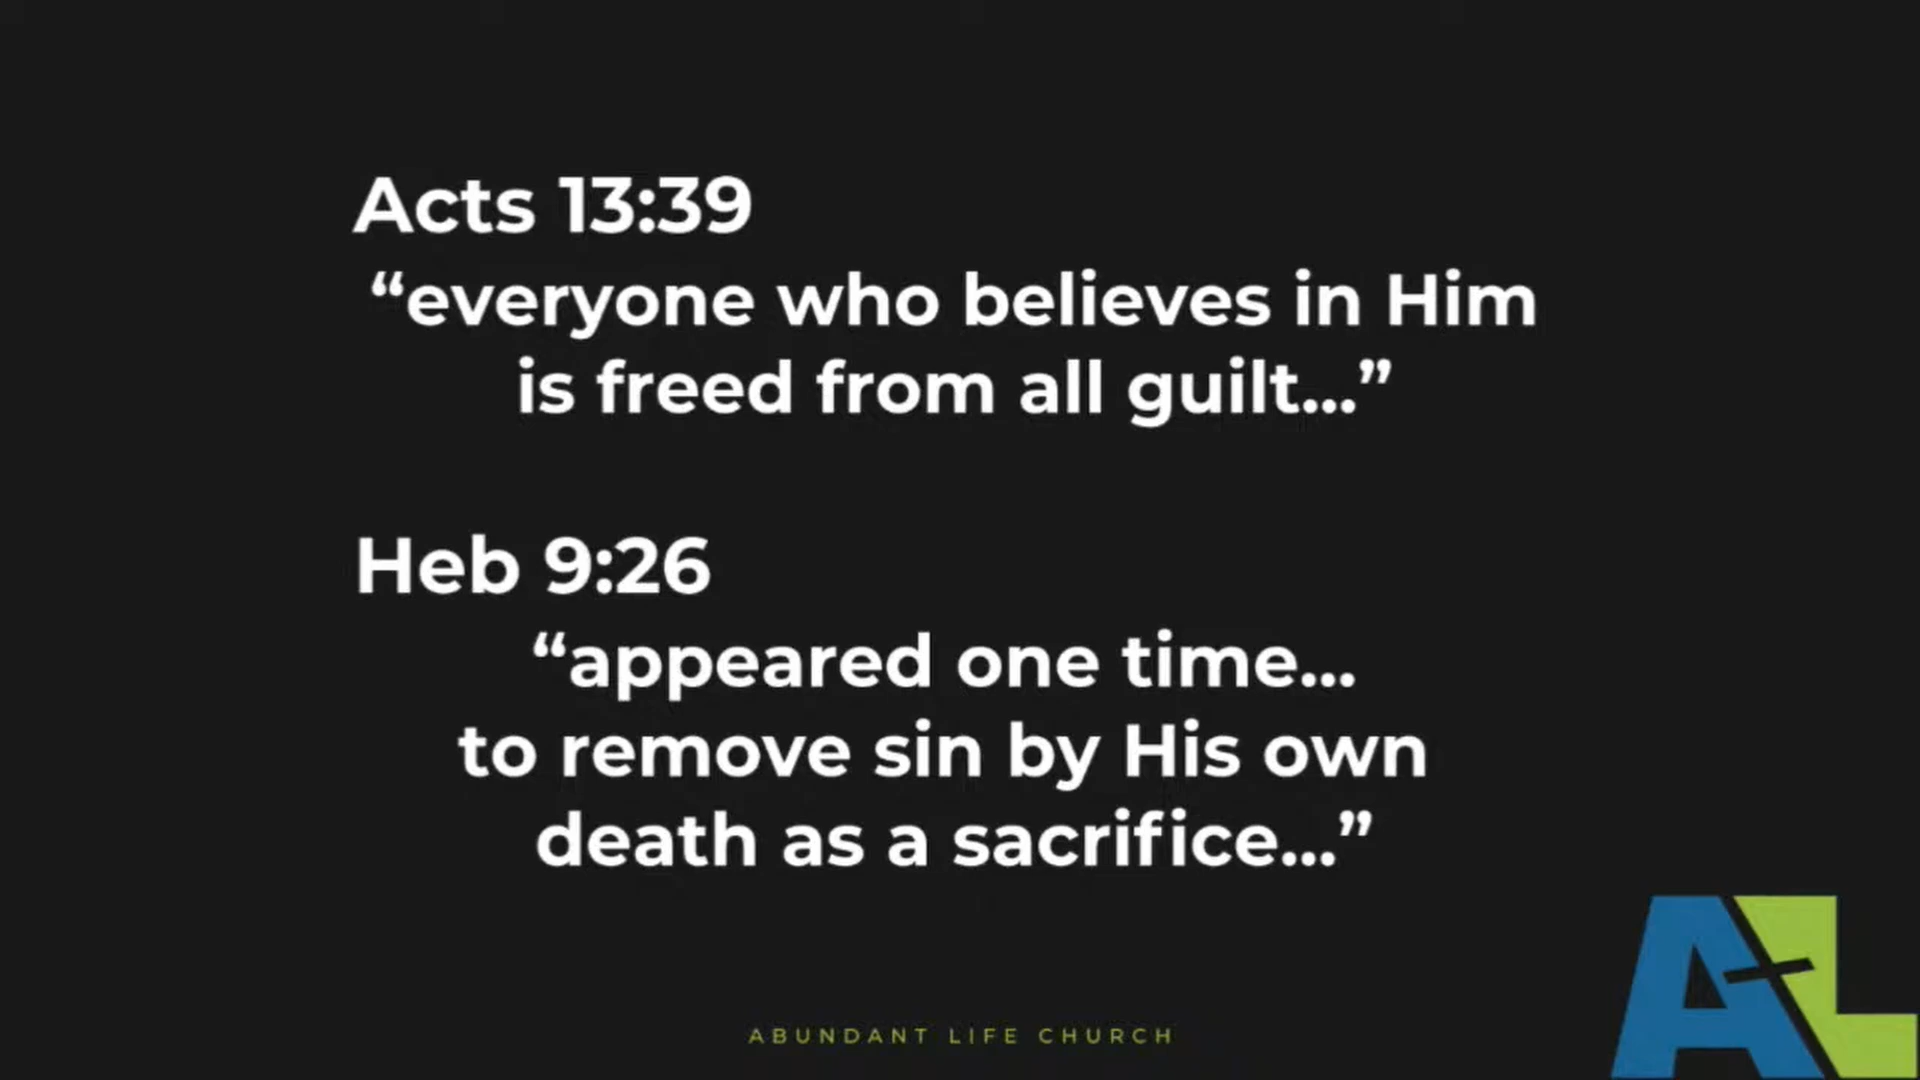 Acts 13:39
“everyone who believes in Him
is freed from all guilt...”
Heb 9:26
“appeared one time...
to remove sin by His own
death as a sacrifice...”
ABUNDANT LIFE CHURCH
AL